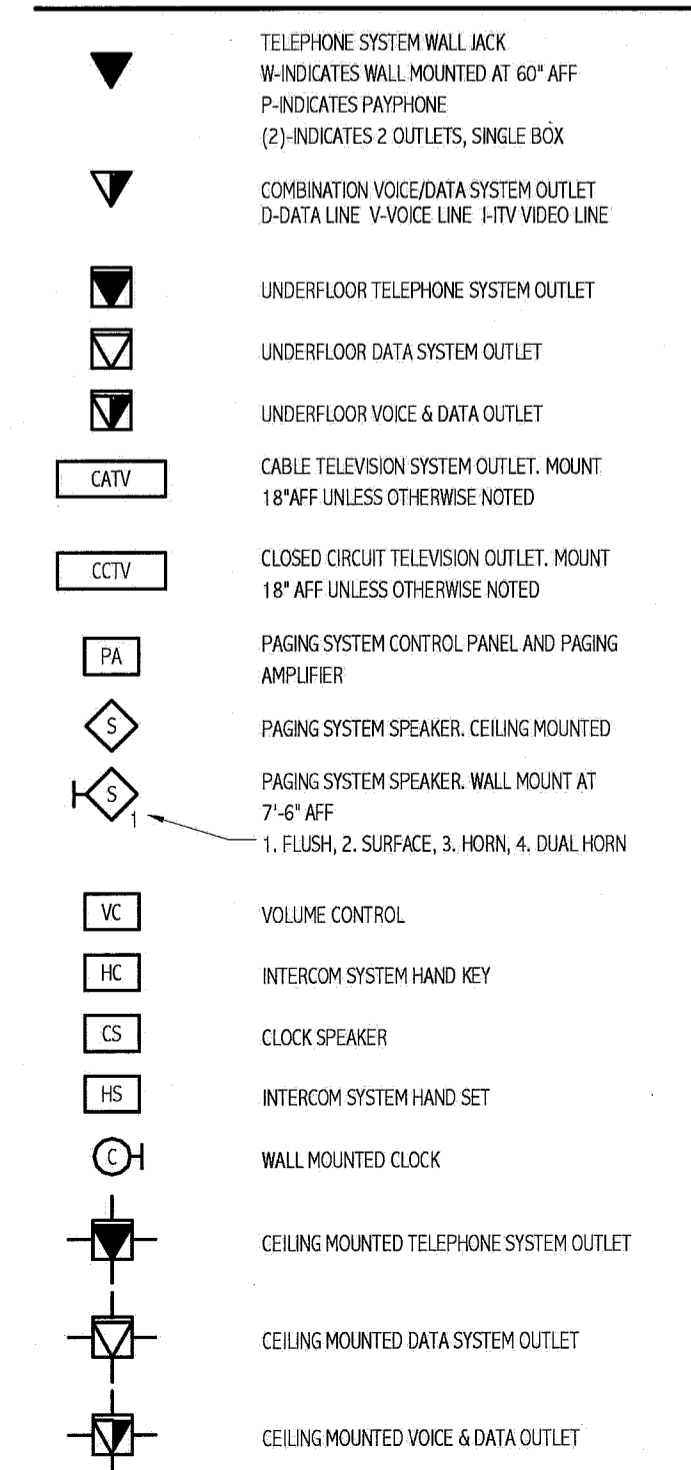 TELEPHONE SYSTEM WALL JACK
W-INDICATES WALL MOUNTED AT 60" AFF
P-INDICATES PAYPHONE
(2)-INDICATES 2 OUTLETS, SINGLE BOX
COMBINATION VOICE/DATA SYSTEM OUTLET
D-DATA LINE V-VOICE LINE I-ITV VIDEO LINE
UNDERFLOOR TELEPHONE SYSTEM OUTLET
UNDERFLOOR DATA SYSTEM OUTLET
UNDERFLOOR VOICE & DATA OUTLET
CATV
CABLE TELEVISION SYSTEM OUTLET. MOUNT
18"AFF UNLESS OTHERWISE NOTED
CCTV
CLOSED CIRCUIT TELEVISION OUTLET. MOUNT
18" AFF UNLESS OTHERWISE NOTED
PA
PAGING SYSTEM CONTROL PANEL AND PAGING
AMPLIFIER
S
PAGING SYSTEM SPEAKER. CEILING MOUNTED
S
1
PAGING SYSTEM SPEAKER. WALL MOUNT AT
7'-6" AFF
1. FLUSH, 2. SURFACE, 3. HORN, 4. DUAL HORN
VC
VOLUME CONTROL
HC
INTERCOM SYSTEM HAND KEY
CS
CLOCK SPEAKER
HS
INTERCOM SYSTEM HAND SET
C
WALL MOUNTED CLOCK
CEILING MOUNTED TELEPHONE SYSTEM OUTLET
CEILING MOUNTED DATA SYSTEM OUTLET
CEILING MOUNTED VOICE & DATA OUTLET